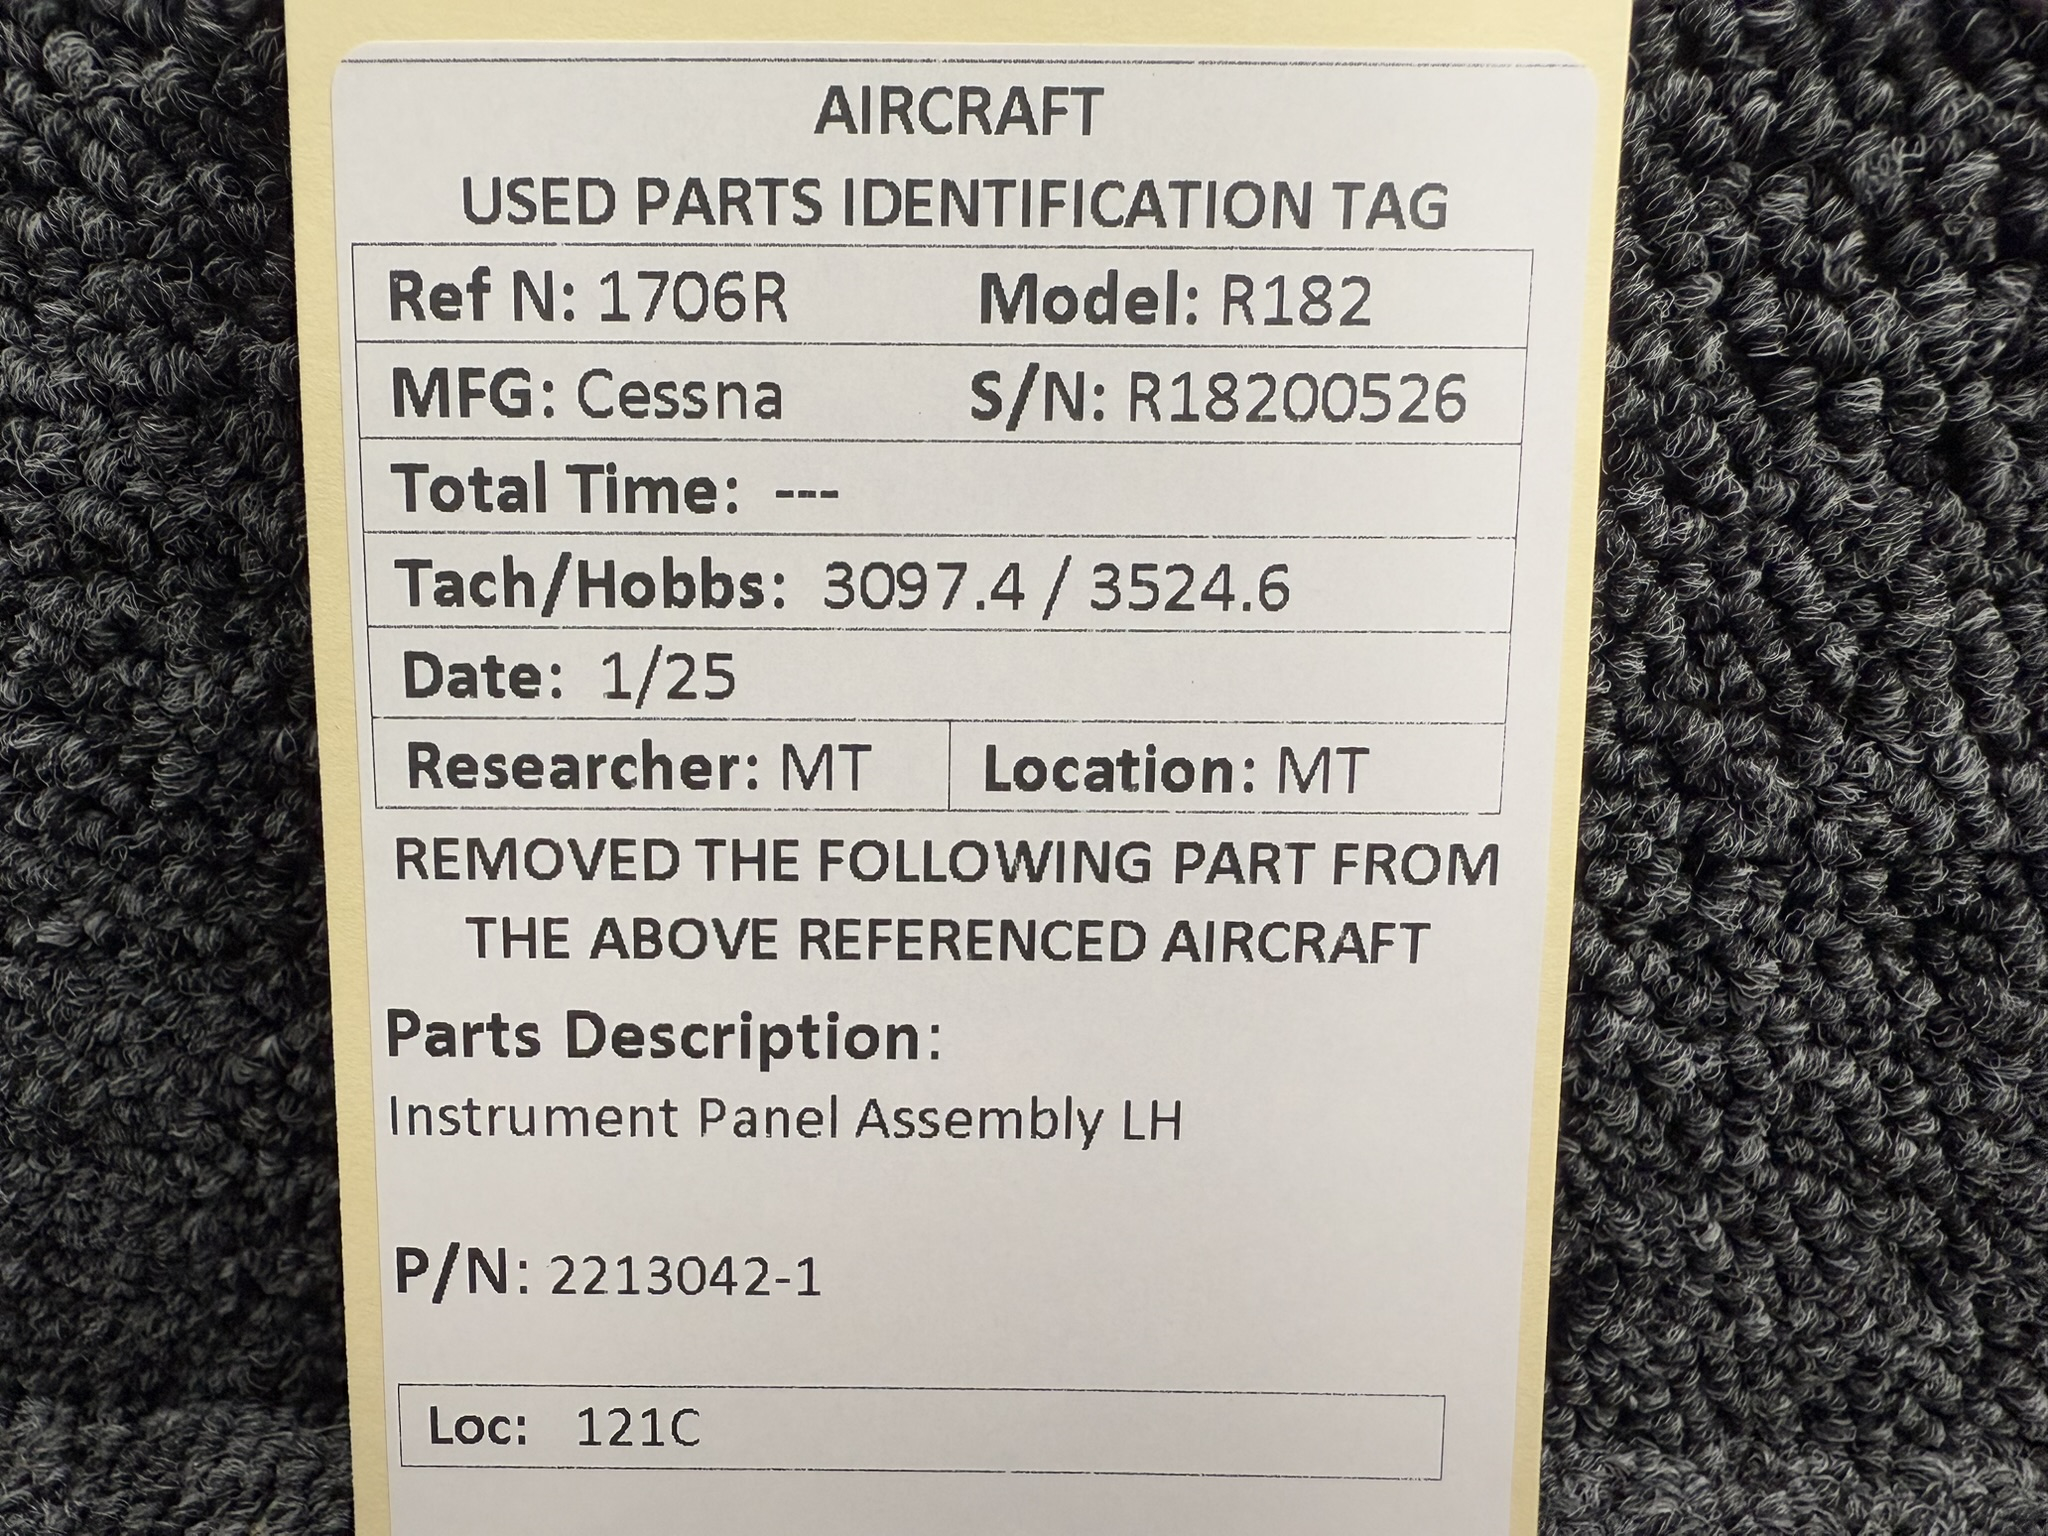 AIRCRAFT
USED PARTS IDENTIFICATION TAG
Ref N: 1706R Model: R182
MFG: Cessna S/N: R18200526
Total Time: ---
Tach/Hobbs: 3097.4 / 3524.6
Date: 1/25
Researcher: MT Location: MT
REMOVED THE FOLLOWING PART FROM
THE ABOVE REFERENCED AIRCRAFT
Parts Description:
Instrument Panel Assembly LH
P/N: 2213042-1
Loc: 121C